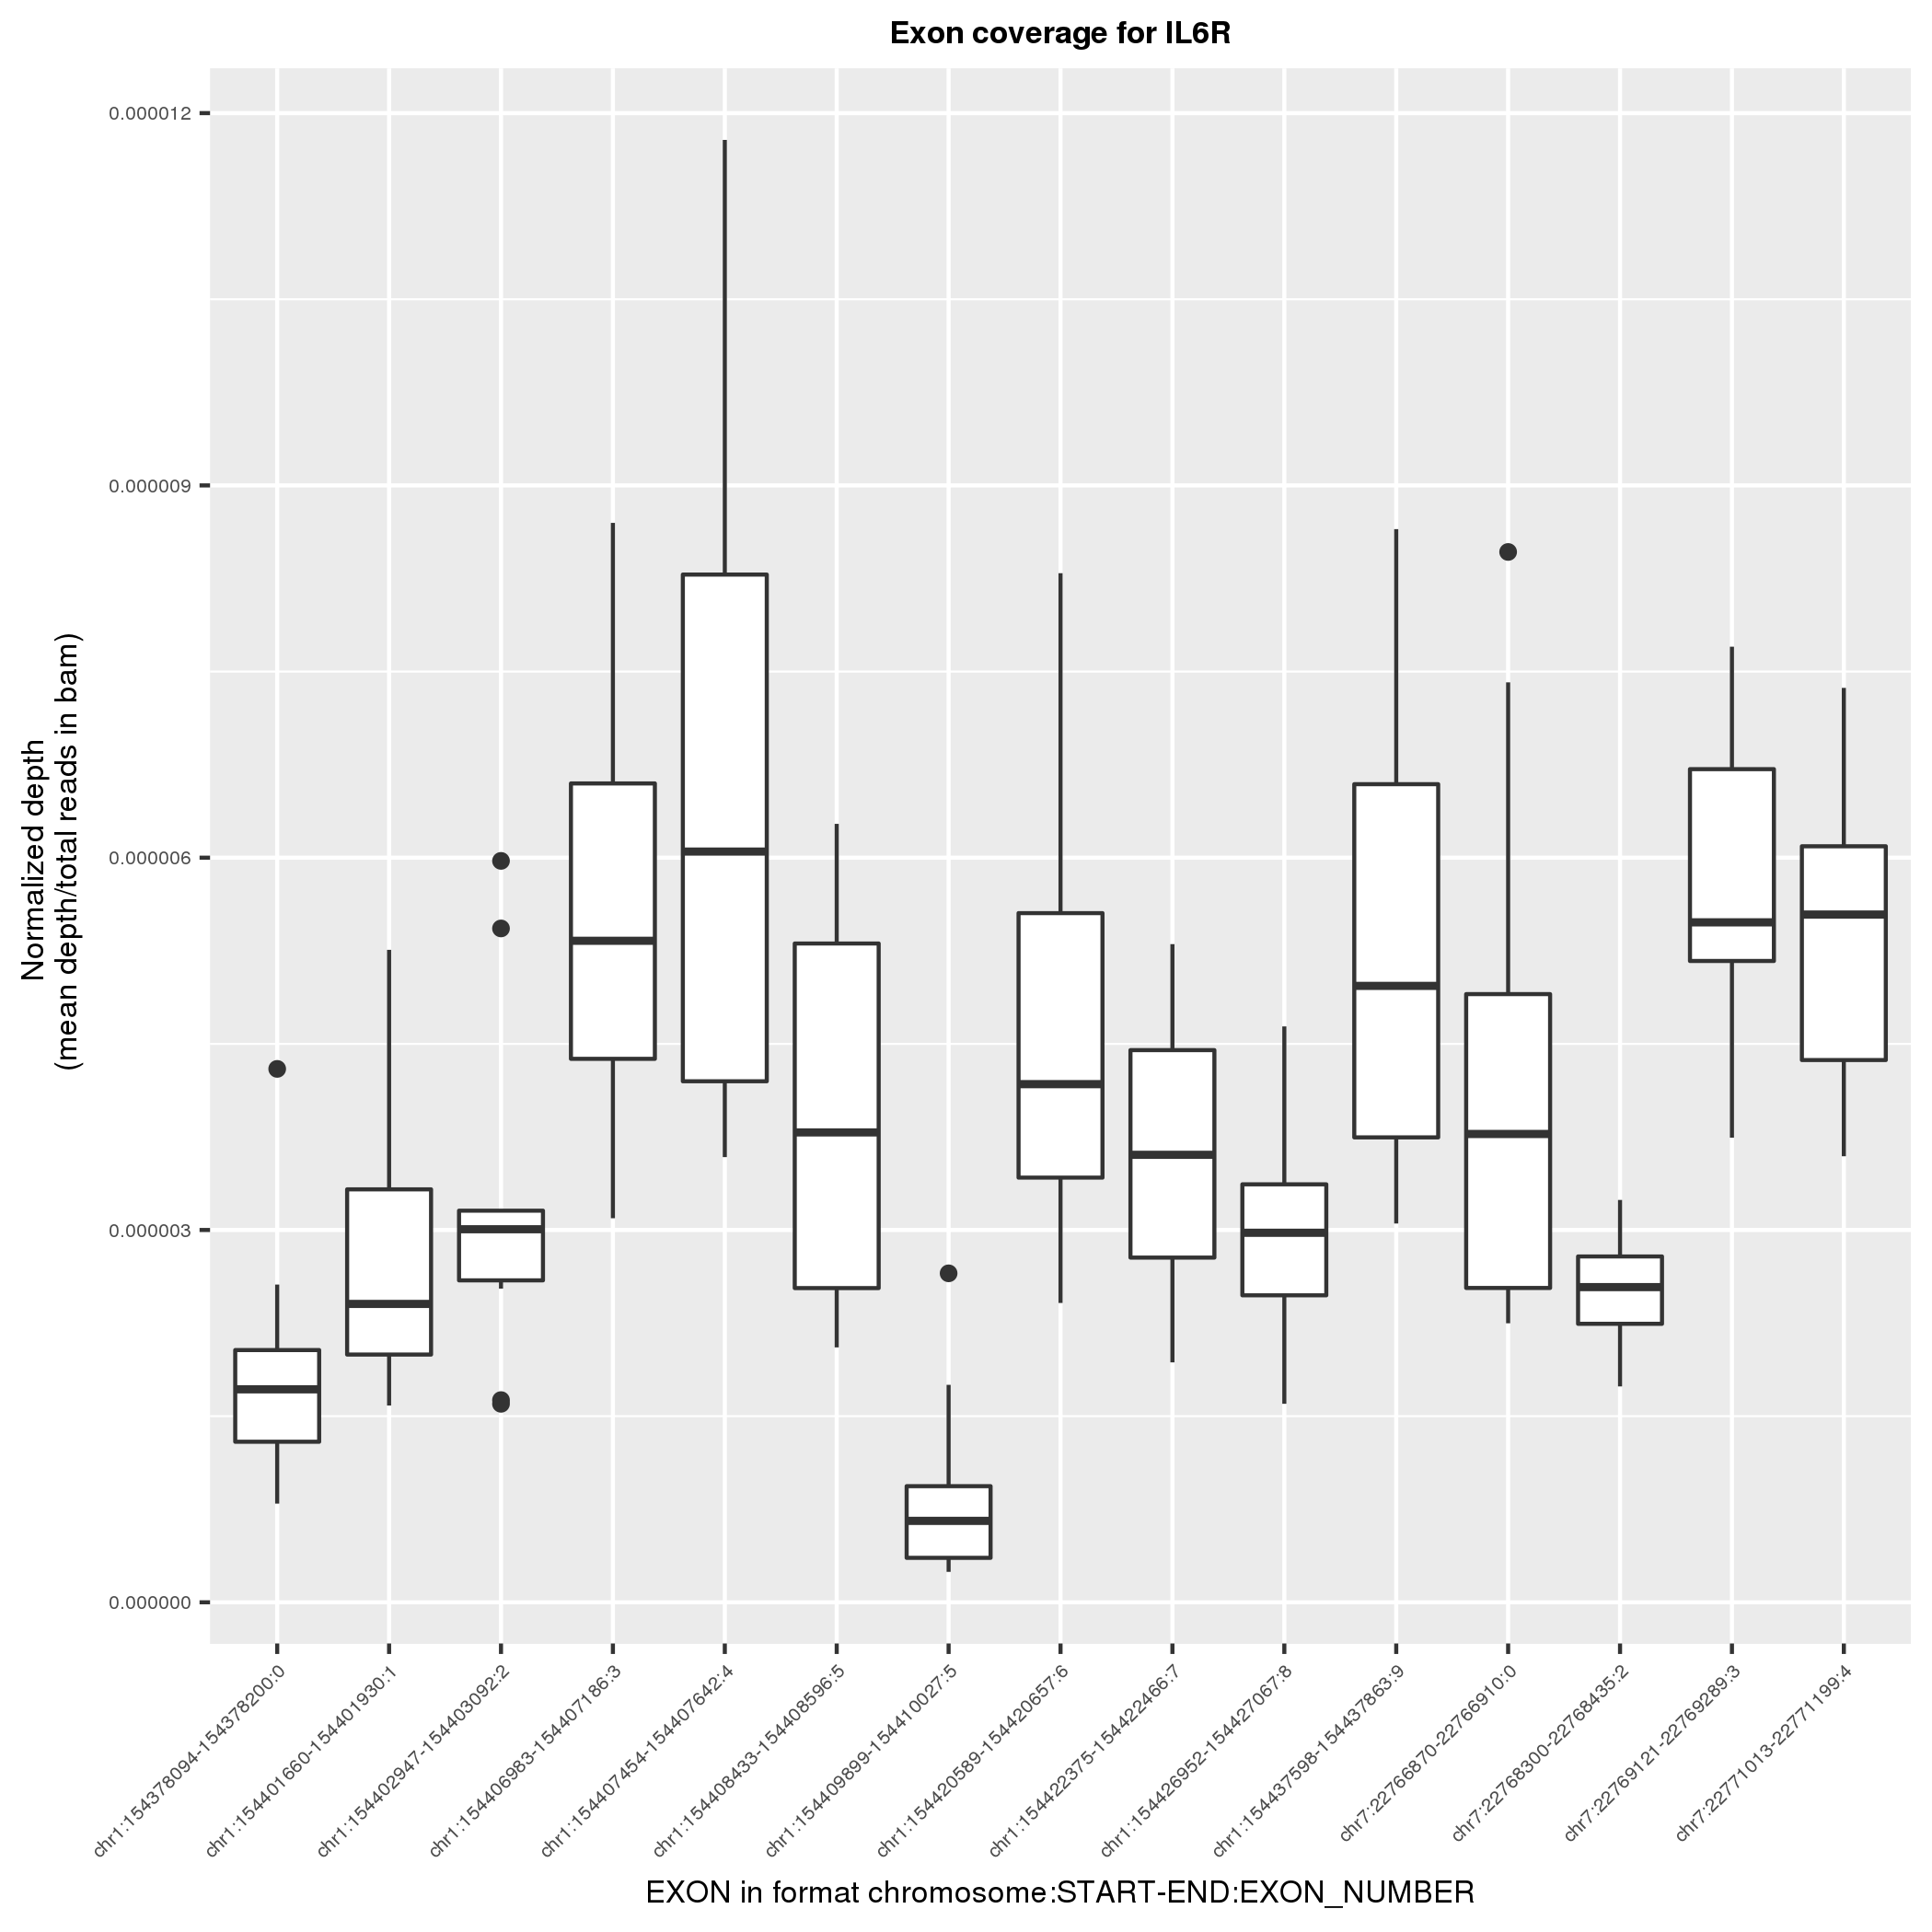 Exon coverage for IL6R
0.000012
0.000009
0.000006
0.000003
0.000000
Normalized depth
(mean depth/total reads in bam)
chr1:154378094-154378200:0
chr1:154401660-154401930:1
chr1:154402947-154403092:2
chr1:154406983-154407186:3
chr1:154407454-154407642:4
chr1:154408433-154408596:5
chr1:154409899-154410027:5
chr1:154420589-154420657:6
chr1:154422375-154422466:7
chr1:154426952-154427067:8
chr1:154437598-154437863:9
chr7:22766870-22766910:0
chr7:22768300-22768435:2
chr7:22769121-22769289:3
chr7:22771013-22771199:4
EXON in format chromosome:START-END:EXON_NUMBER